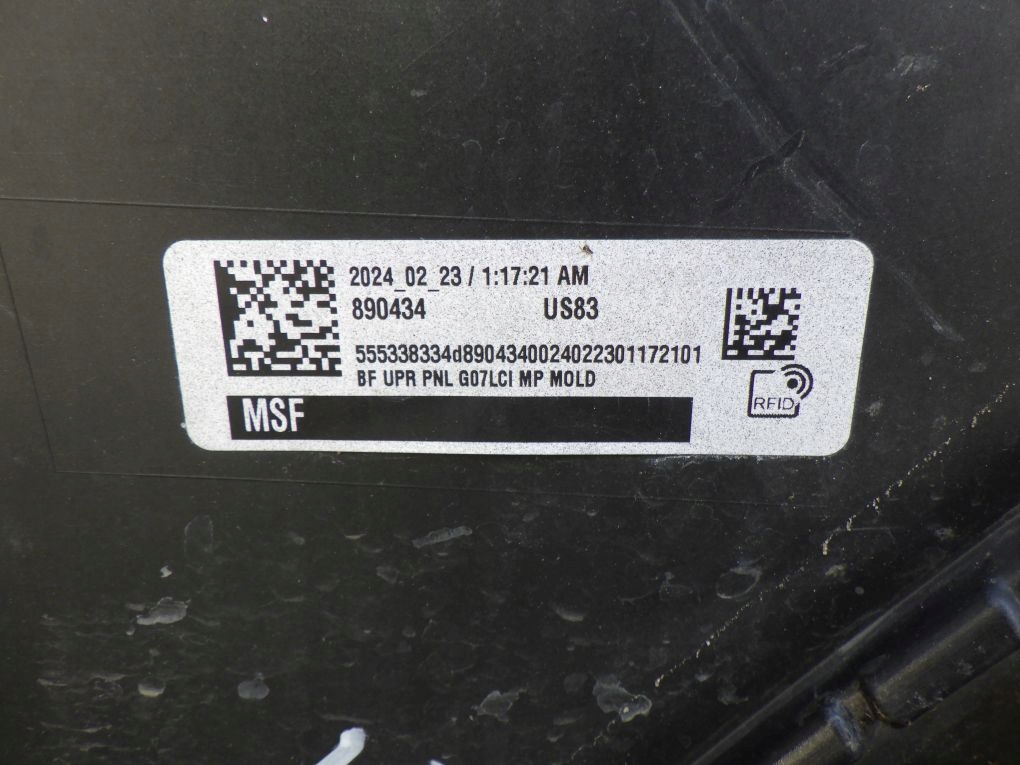 2024_02_23 / 1:17:21 AM
890434 US83
555338334d8904340024022301172101
BF UPR PNL G07LCI MP MOLD
MSF
RFID